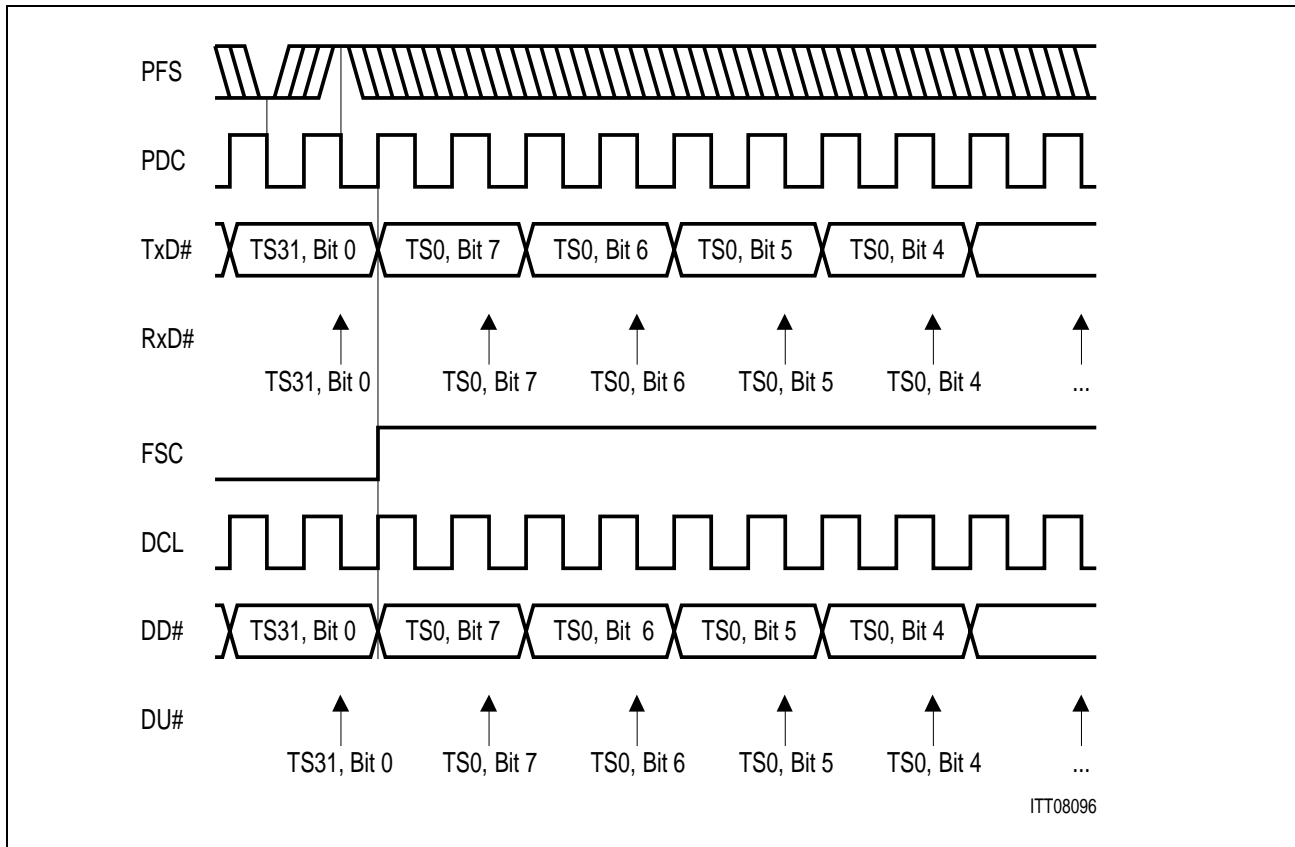 PFS
PDC
TxD# TS31, Bit 0 TS0, Bit 7 TS0, Bit 6 TS0, Bit 5 TS0, Bit 4
RxD#
TS31, Bit 0 TS0, Bit 7 TS0, Bit 6 TS0, Bit 5 TS0, Bit 4 ...
FSC
DCL
DD# TS31, Bit 0 TS0, Bit 7 TS0, Bit 6 TS0, Bit 5 TS0, Bit 4
DU#
TS31, Bit 0 TS0, Bit 7 TS0, Bit 6 TS0, Bit 5 TS0, Bit 4 ...
ITT08096